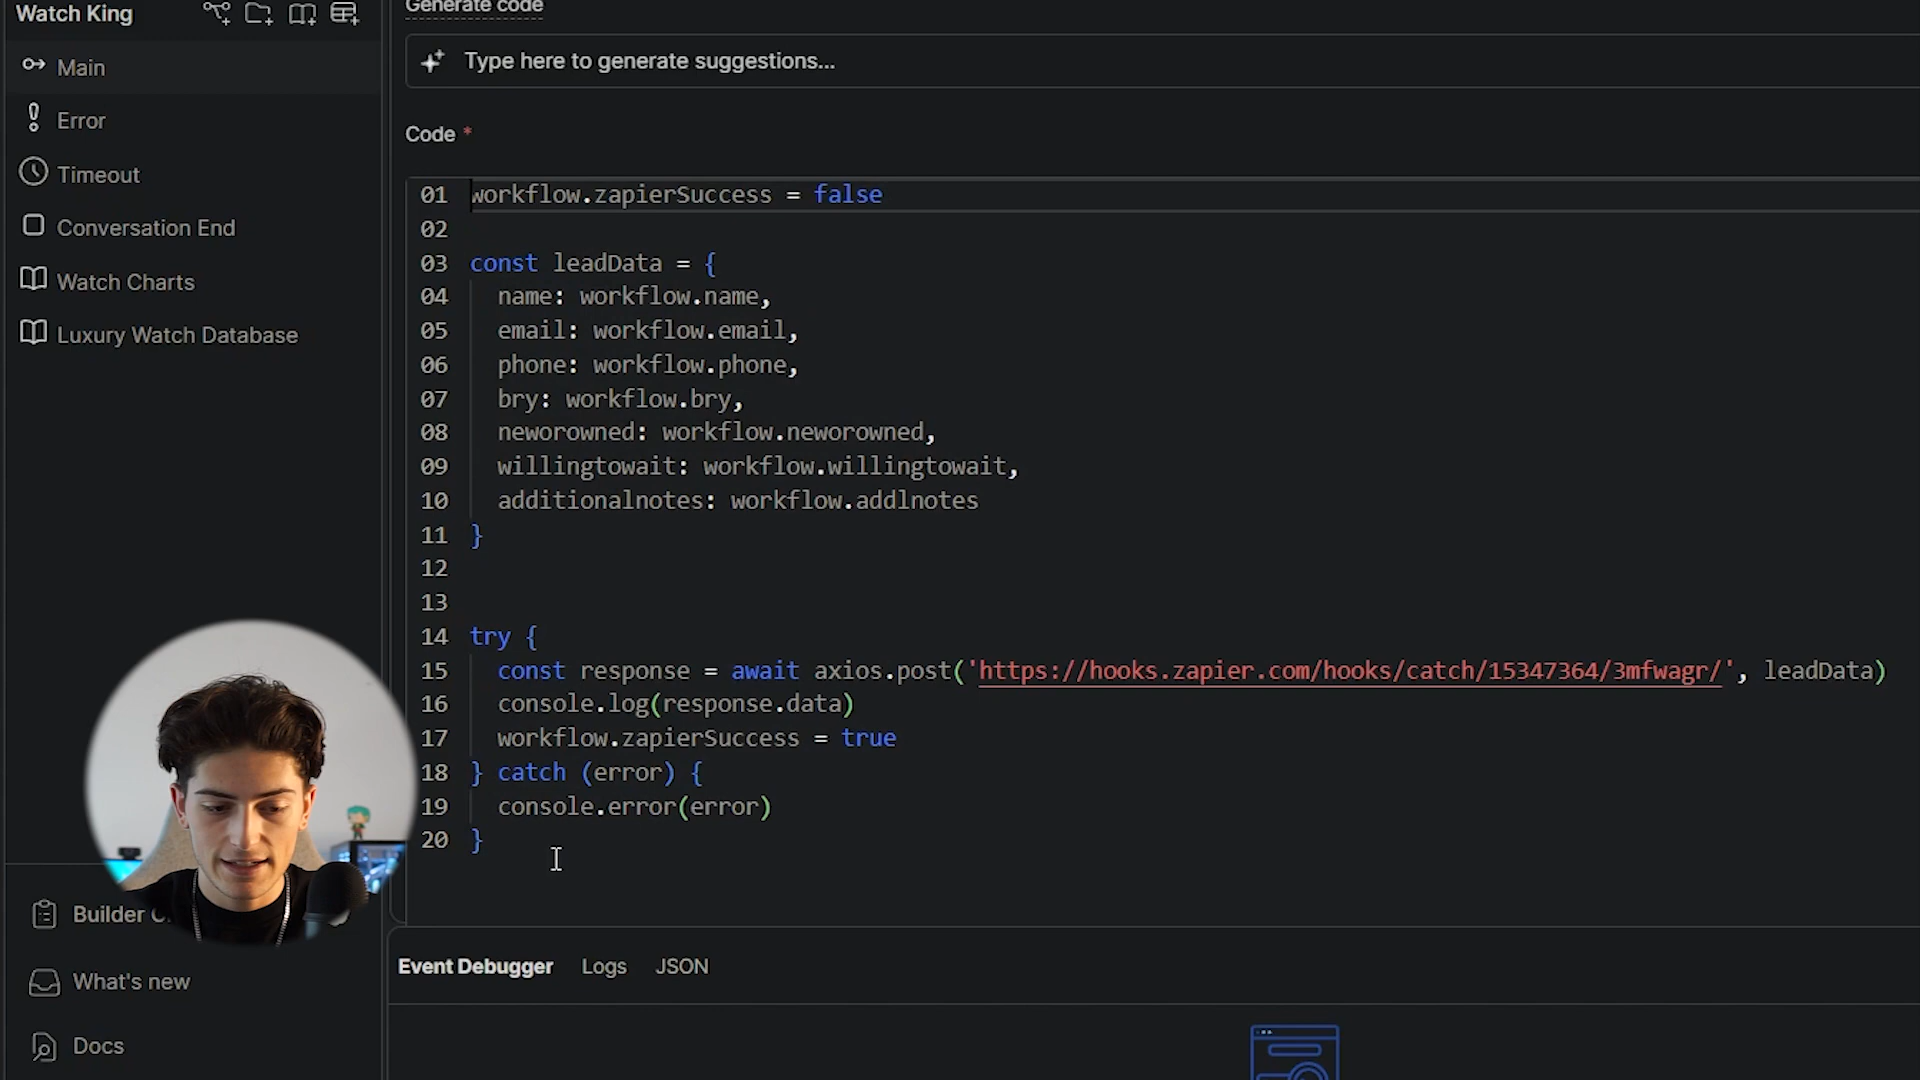 Watch King
Main
Error
Timeout
Conversation End
Watch Charts
Luxury Watch Database
Builder
What's new
Docs
Generate code
Type here to generate suggestions...
Code *
01 workflow.zapierSuccess = false
02
03 const leadData = {
04 name: workflow.name,
05 email: workflow.email,
06 phone: workflow.phone,
07 bry: workflow.bry,
08 neworowned: workflow.neworowned,
09 willingtowait: workflow.willingtowait,
10 additionalnotes: workflow.addlnotes
11 }
12
13
14 try {
15 const response = await axios.post('https://hooks.zapier.com/hooks/catch/15347364/3mfwagr/', leadData)
16 console.log(response.data)
17 workflow.zapierSuccess = true
18 } catch (error) {
19 console.error(error)
20 }
Event Debugger Logs JSON